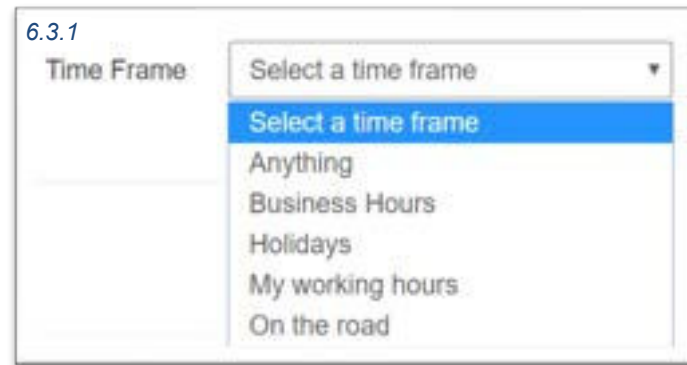 6.3.1
Time Frame Select a time frame ▼
Select a time frame
Anything
Business Hours
Holidays
My working hours
On the road